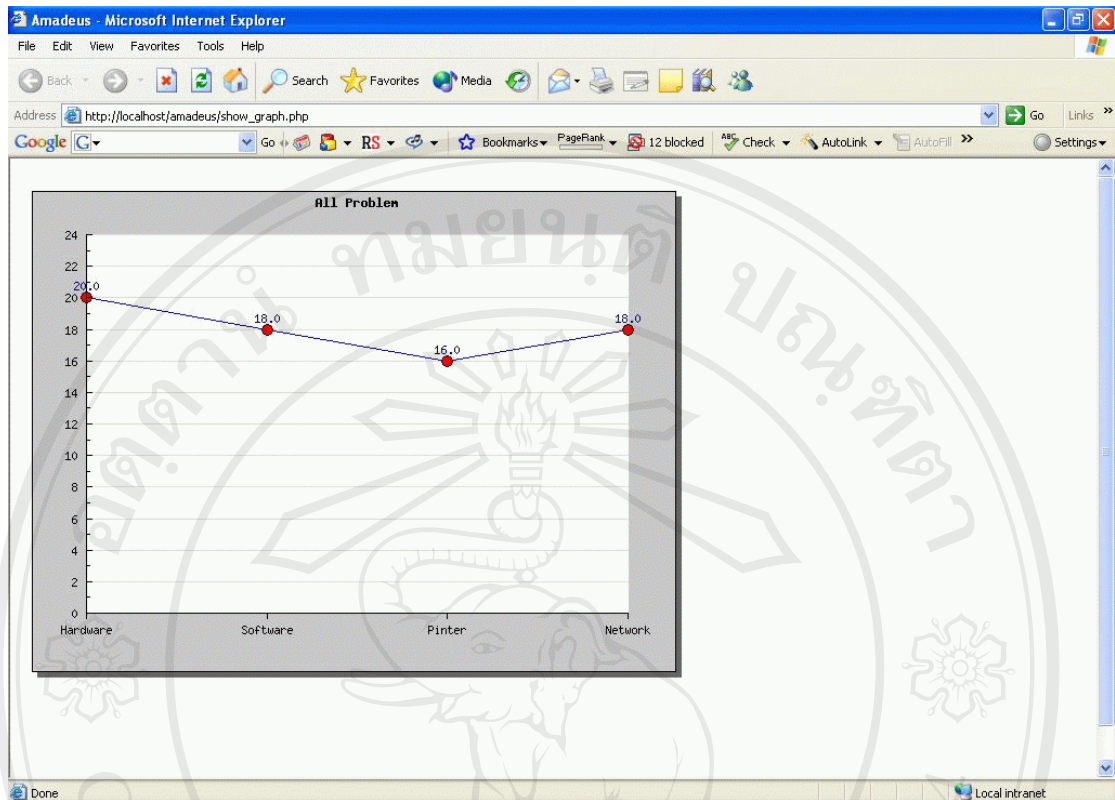 Amadeus - Microsoft Internet Explorer
File Edit View Favorites Tools Help
Back Search Favorites Media
Address http://localhost/amadeus/show_graph.php Go Links »
Google G Go RS Bookmarks PageRank 12 blocked ABC Check AutoLink AutoFill » Settings
All Problem
24
22
20.0
20
18.0
18.0
18
16.0
16
14
12
10
8
6
4
2
0
Hardware Software Pinter Network
Done Local intranet